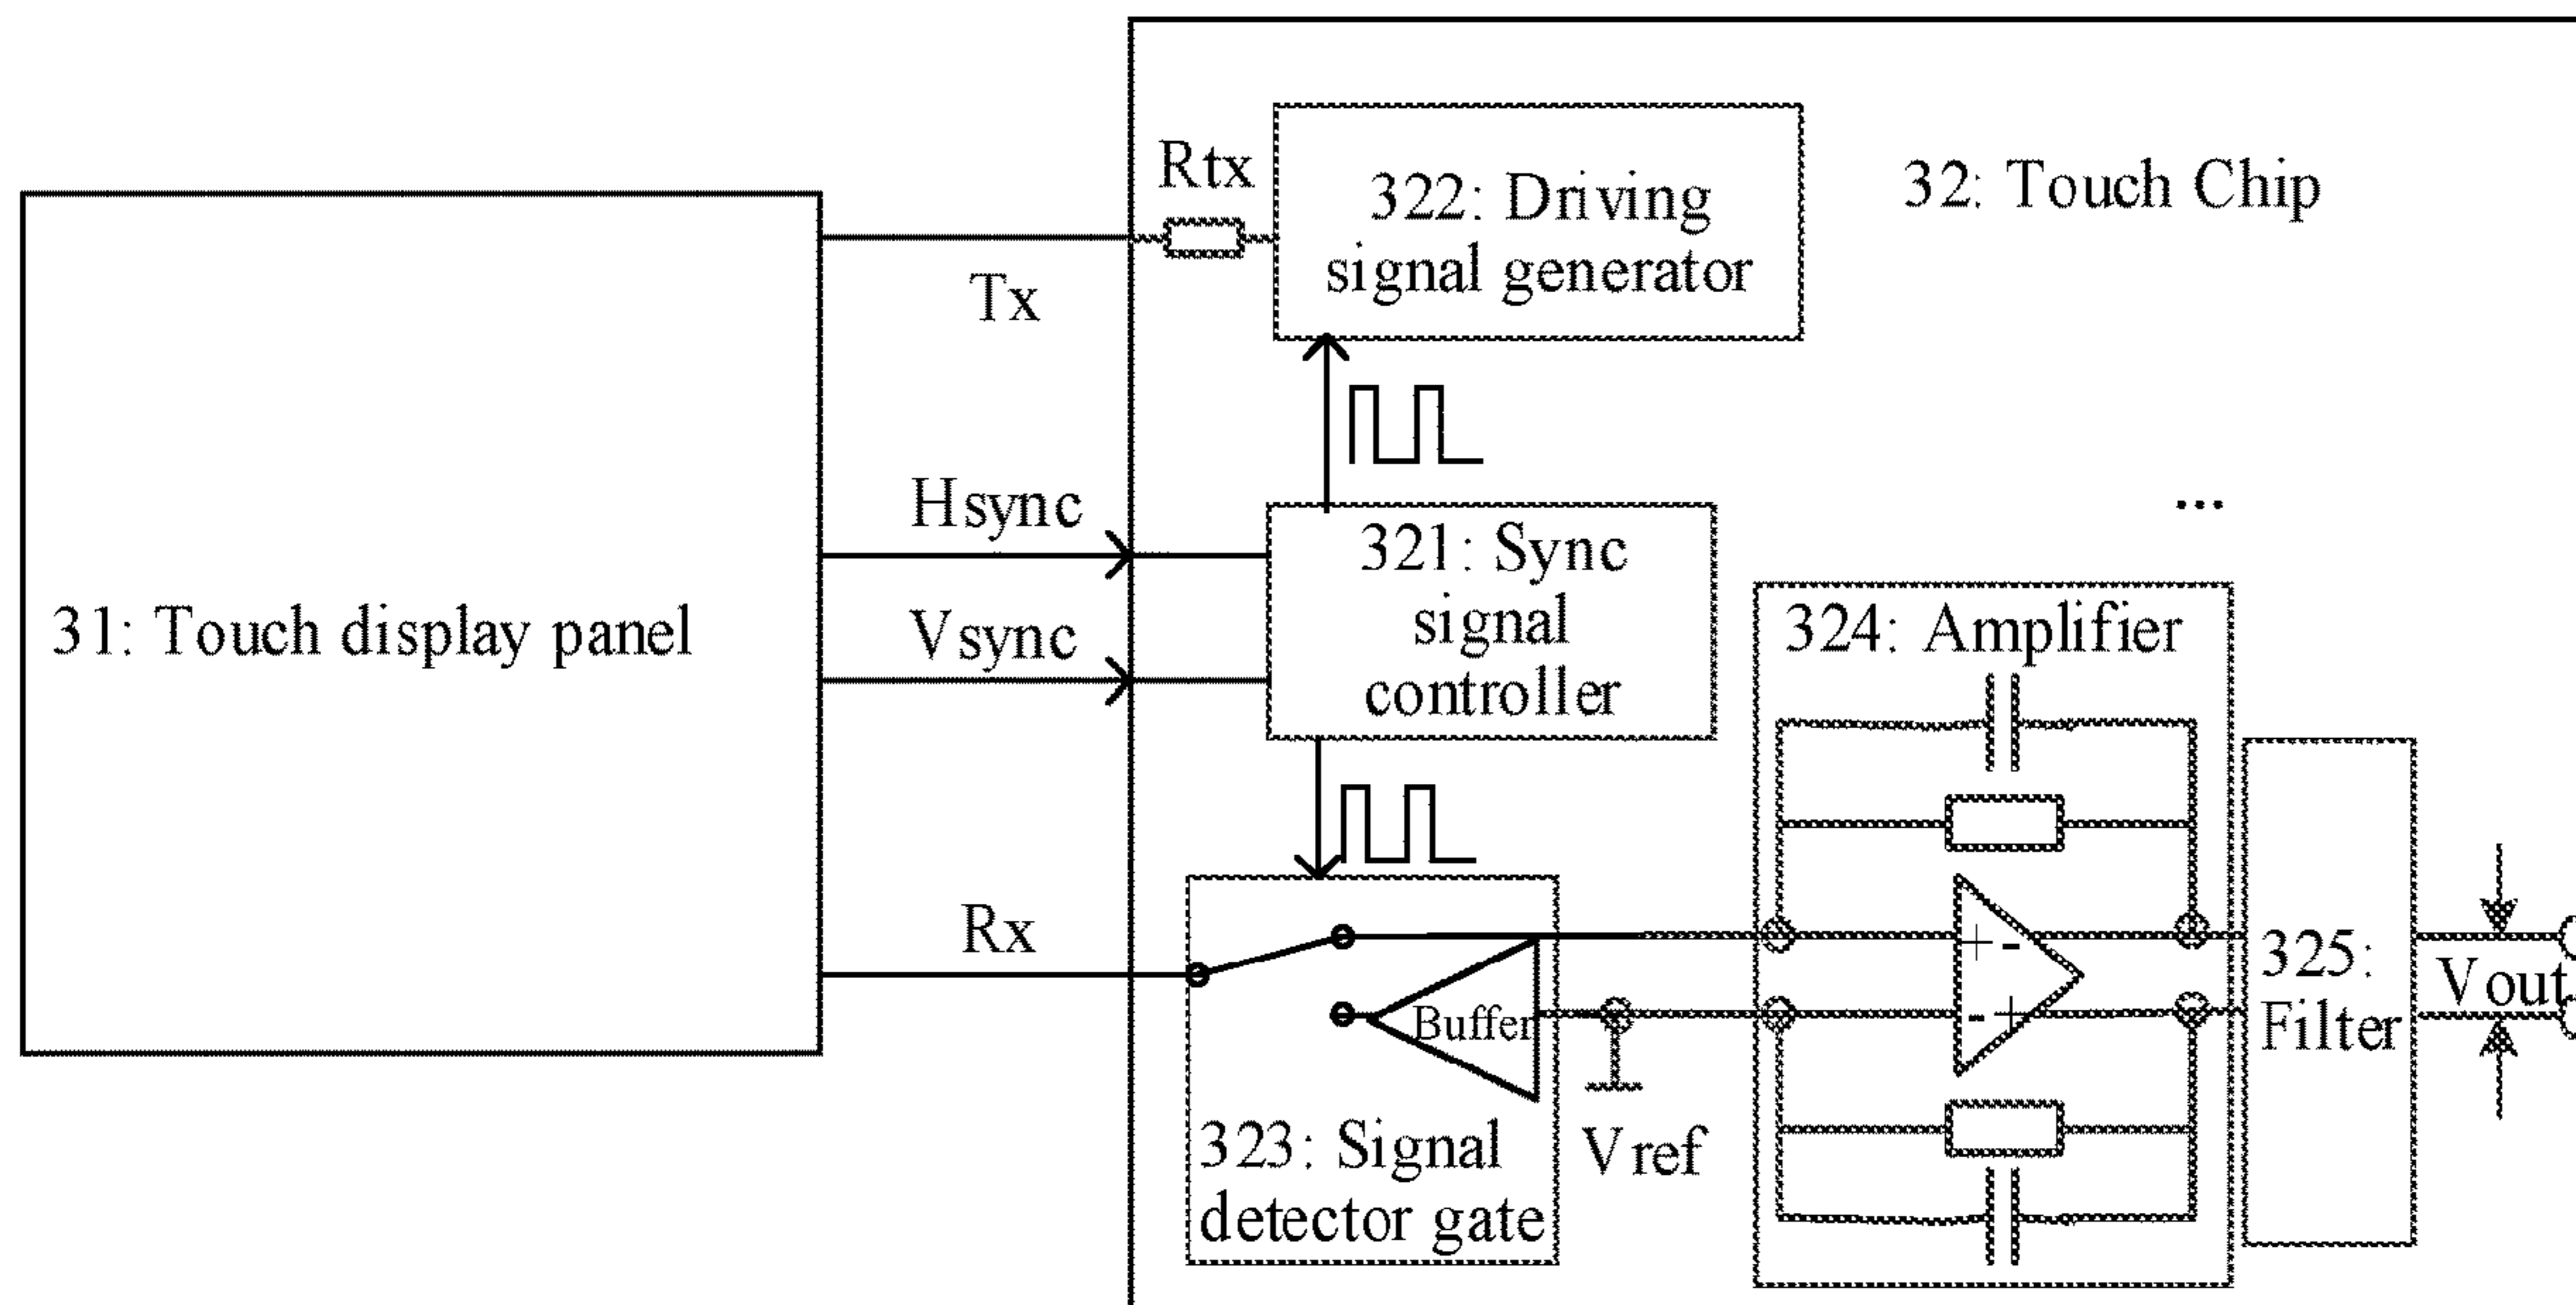 Rtx
322: Driving
signal generator
32: Touch Chip
Tx
Hsync
321: Sync
signal
controller
...
31: Touch display panel
Vsync
324: Amplifier
Rx
Buffer
+ -
- +
325:
Filter
Vout
323: Signal
detector gate
Vref